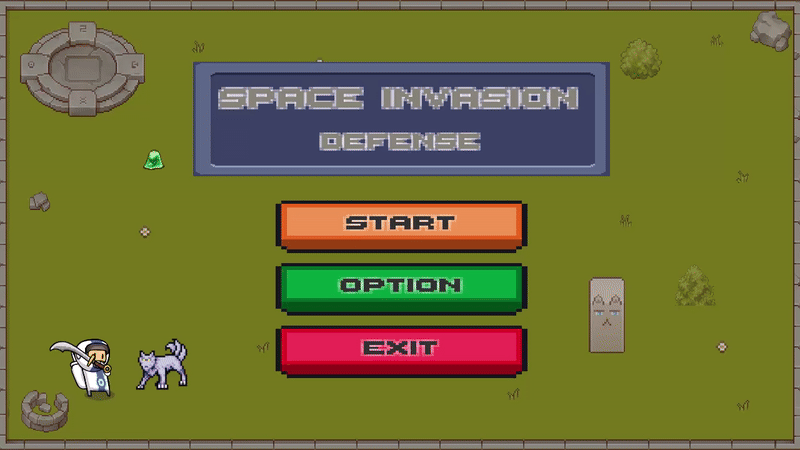 SPACE INVASION
DEFENSE
START
OPTION
EXIT